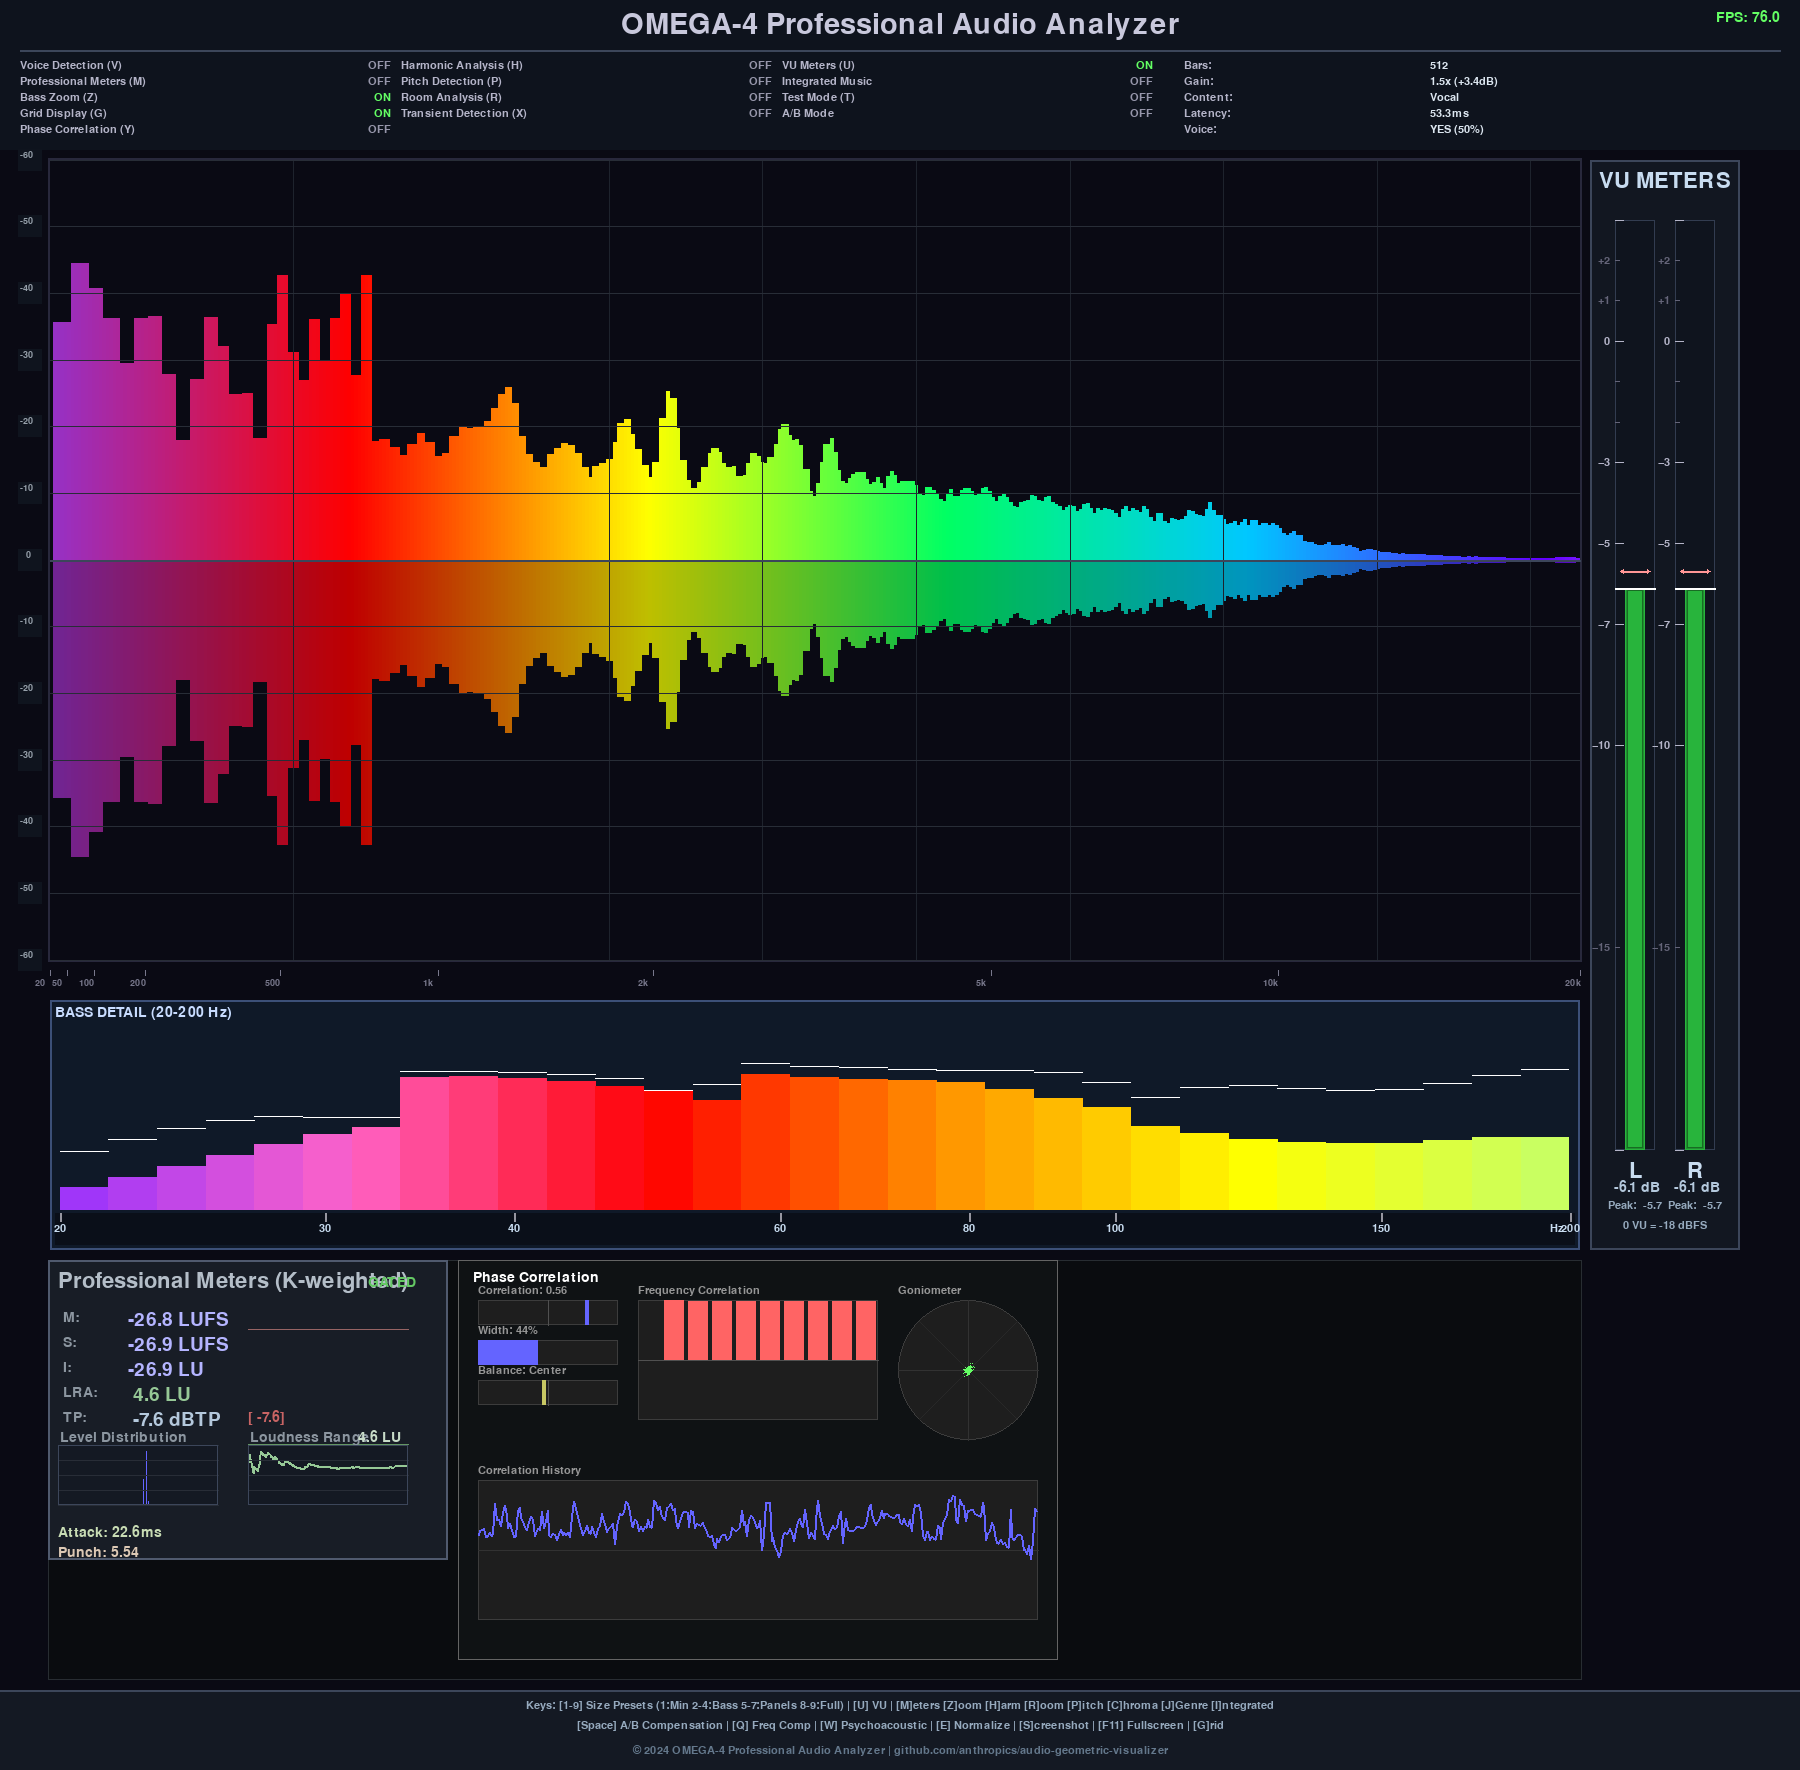 OMEGA-4 Professional Audio Analyzer
FPS: 76.0
Voice Detection (V) OFF Harmonic Analysis (H) OFF VU Meters (U) ON Bars: 512
Professional Meters (M) OFF Pitch Detection (P) OFF Integrated Music OFF Gain: 1.5x (+3.4dB)
Bass Zoom (Z) ON Room Analysis (R) OFF Test Mode (T) OFF Content: Vocal
Grid Display (G) ON Transient Detection (X) OFF A/B Mode OFF Latency: 53.3ms
Phase Correlation (Y) OFF Voice: YES (50%)
-60
-50
-40
-30
-20
-10
0
-10
-20
-30
-40
-50
-60
20 50 100 200 500 1k 2k 5k 10k 20k
VU METERS
+2 +2
+1 +1
0 0
-3 -3
-5 -5
-7 -7
-10 -10
-15 -15
L R
-6.1 dB -6.1 dB
Peak: -5.7 Peak: -5.7
0 VU = -18 dBFS
BASS DETAIL (20-200 Hz)
20 30 40 60 80 100 150 Hz 200
Professional Meters (K-weighted)
GATED
M: -26.8 LUFS
S: -26.9 LUFS
I: -26.9 LU
LRA: 4.6 LU
TP: -7.6 dBTP [ -7.6]
Level Distribution Loudness Range 4.6 LU
Attack: 22.6ms
Punch: 5.54
Phase Correlation
Correlation: 0.56 Frequency Correlation Goniometer
Width: 44%
Balance: Center
Correlation History
Keys: [1-9] Size Presets (1:Min 2-4:Bass 5-7:Panels 8-9:Full) | [U] VU | [M]eters [Z]oom [H]arm [R]oom [P]itch [C]hroma [J]Genre [I]ntegrated
[Space] A/B Compensation | [Q] Freq Comp | [W] Psychoacoustic | [E] Normalize | [S]creenshot | [F11] Fullscreen | [G]rid
© 2024 OMEGA-4 Professional Audio Analyzer | github.com/anthropics/audio-geometric-visualizer